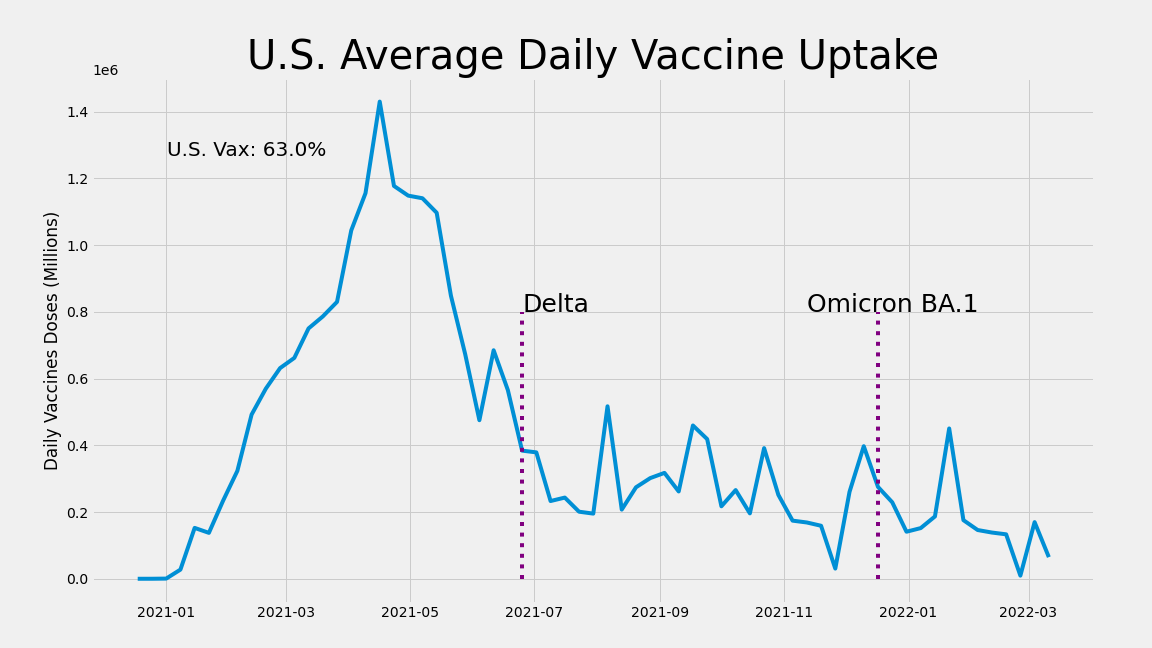 U.S. Average Daily Vaccine Uptake
1e6
1.4
U.S. Vax: 63.0%
1.2
1.0
Daily Vaccines Doses (Millions)
Delta
Omicron BA.1
0.8
0.6
0.4
0.2
0.0
2021-01
2021-03
2021-05
2021-07
2021-09
2021-11
2022-01
2022-03